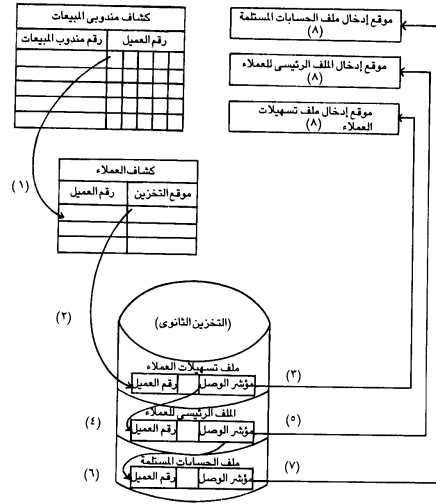 كشاف مندوبى المبيعات
رقم العميل رقم مندوب المبيعات
موقع إدخال ملف الحسابات المستلمة
(٨)
موقع إدخال الملف الرئيسى للعملاء
(٨)
موقع إدخال ملف تسهيلات
العملاء (٨)
(١)
كشاف العملاء
موقع التخزين رقم العميل
(٢)
(التخزين الثانوى)
ملف تسهيلات العملاء
مؤشر الوصل رقم العميل
(٣)
الملف الرئيسى للعملاء
(٤)
مؤشر الوصل رقم العميل
(٥)
ملف الحسابات المستلمة
(٦)
مؤشر الوصل رقم العميل
(٧)